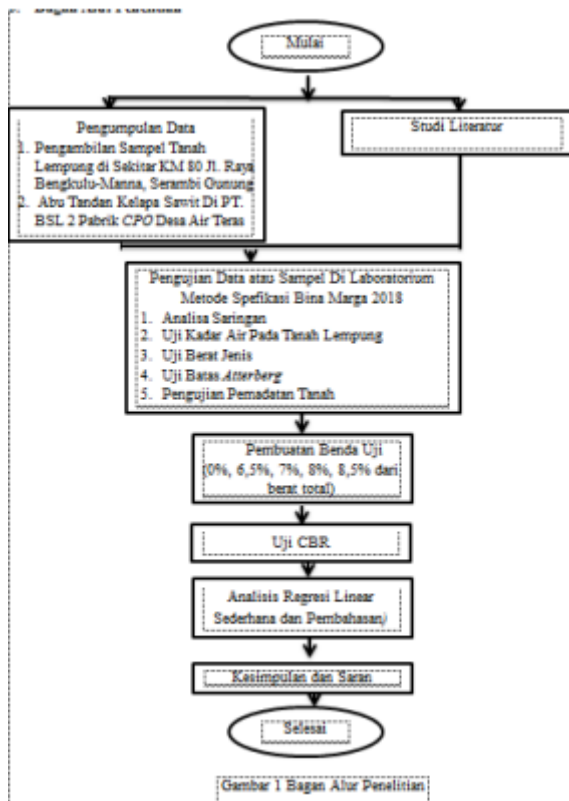 Mulai
Pengumpulan Data
1. Pengambilan Sampel Tanah
Lempung di Sekitar KM 80 Jl. Raya
Bengkulu-Manna, Serambi Gunung
2. Abu Tandan Kelapa Sawit Di PT.
BSL 2 Pabrik CPO Desa Air Teras
Studi Literatur
Pengujian Data atau Sampel Di Laboratorium
Metode Spefikasi Bina Marga 2018
1. Analisa Saringan
2. Uji Kadar Air Pada Tanah Lempung
3. Uji Berat Jenis
4. Uji Batas Atterberg
5. Pengujian Pemadatan Tanah
Pembuatan Benda Uji
(0%, 6,5%, 7%, 8%, 8,5% dari
berat total)
Uji CBR
Analisis Regresi Linear
Sederhana dan Pembahasan)
Kesimpulan dan Saran
Selesai
Gambar 1 Bagan Alur Penelitian